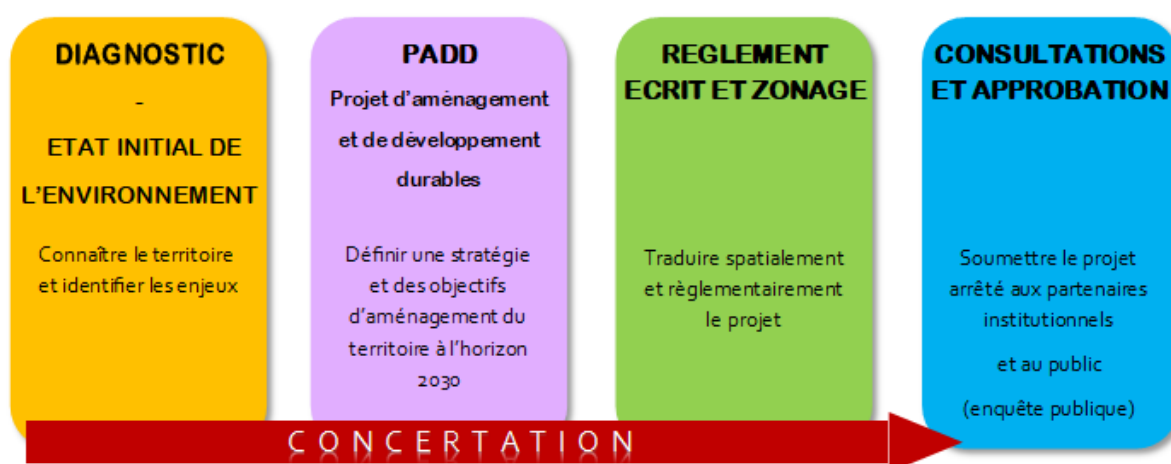 DIAGNOSTIC
-
ETAT INITIAL DE
L'ENVIRONNEMENT
Connaître le territoire
et identifier les enjeux
PADD
Projet d'aménagement
et de développement
durables
Définir une stratégie
et des objectifs
d'aménagement du
territoire à l'horizon
2030
REGLEMENT
ECRIT ET ZONAGE
Traduire spatialement
et règlementairement
le projet
CONSULTATIONS
ET APPROBATION
Soumettre le projet
arrêté aux partenaires
institutionnels
et au public
(enquête publique)
CONCERTATION